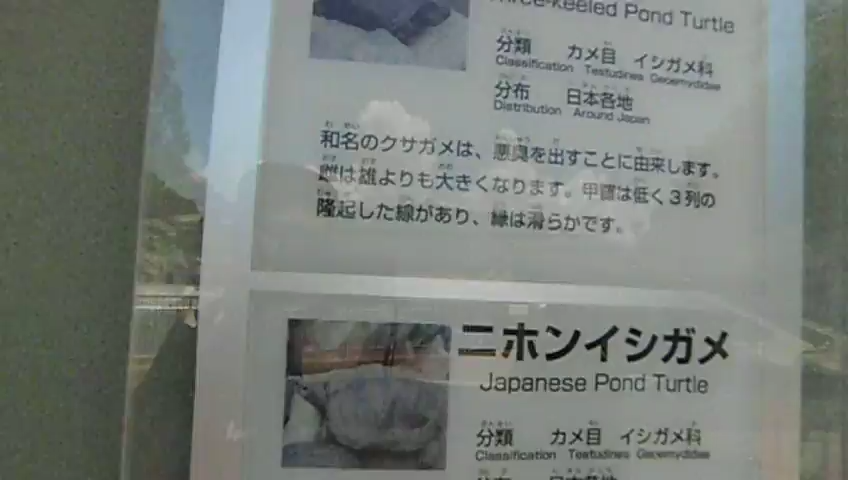 Three-keeled Pond Turtle
分類 カメ目 イシガメ科
Classification Testudines Geoemydidae
分布 日本各地
Distribution Around Japan
和名のクサガメは、悪臭を出すことに由来します。
雌は雄よりも大きくなります。甲羅は低く3列の
隆起した線があり、縁は滑らかです。
ニホンイシガメ
Japanese Pond Turtle
分類 カメ目 イシガメ科
Classification Testudines Geoemydidae